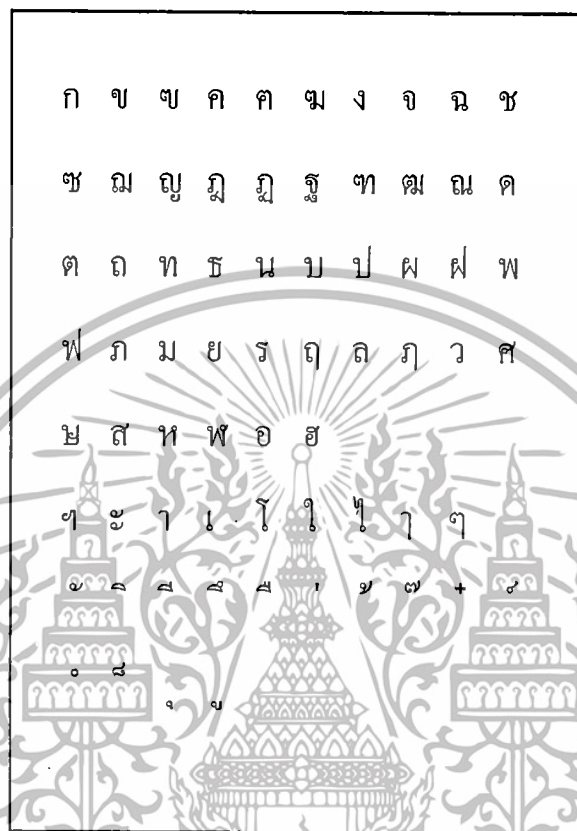 ก ข ฃ ค ฅ ฆ ง จ ฉ ช
ซ ฌ ญ ฎ ฏ ฐ ฑ ฒ ณ ด
ต ถ ท ธ น บ ป ผ ฝ พ
ฟ ภ ม ย ร ฤ ล ฦ ว ศ
ษ ส ห ฬ อ ฮ
ฯ ะ า เ โ ใ ไ ๅ ๆ
ั ิ ี ึ ื ่ ้ ๊ ๋ ์
ํ ็
ุ ู